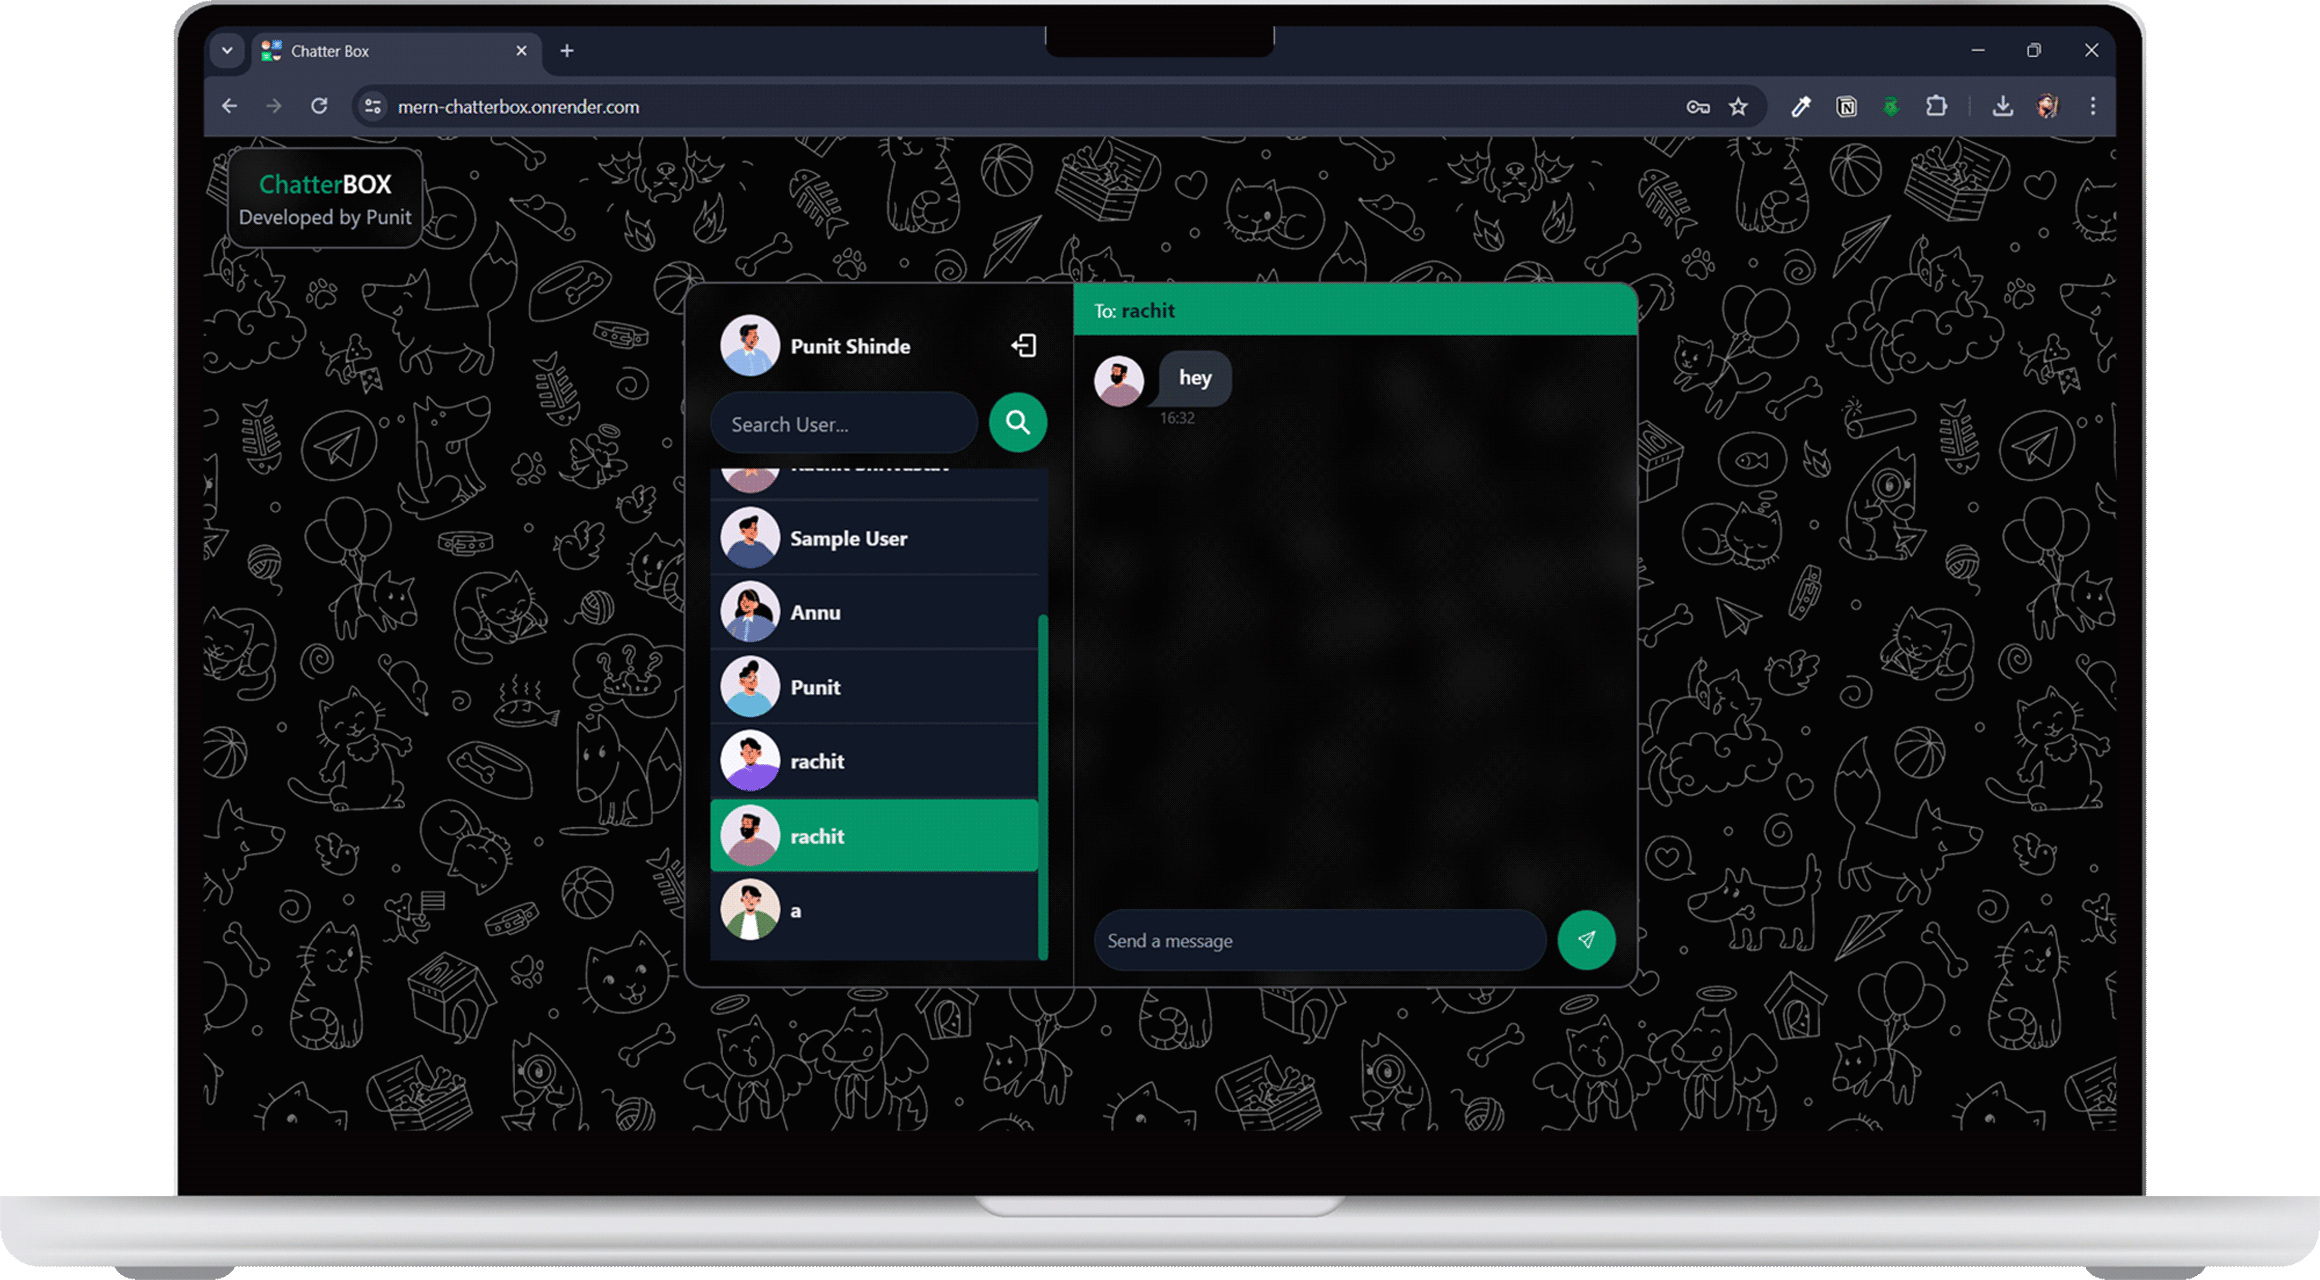 Chatter Box
mern-chatterbox.onrender.com
ChatterBOX
Developed by Punit
Punit Shinde
Search User...
Sample User
Annu
Punit
rachit
rachit
a
To: rachit
hey
16:32
Send a message